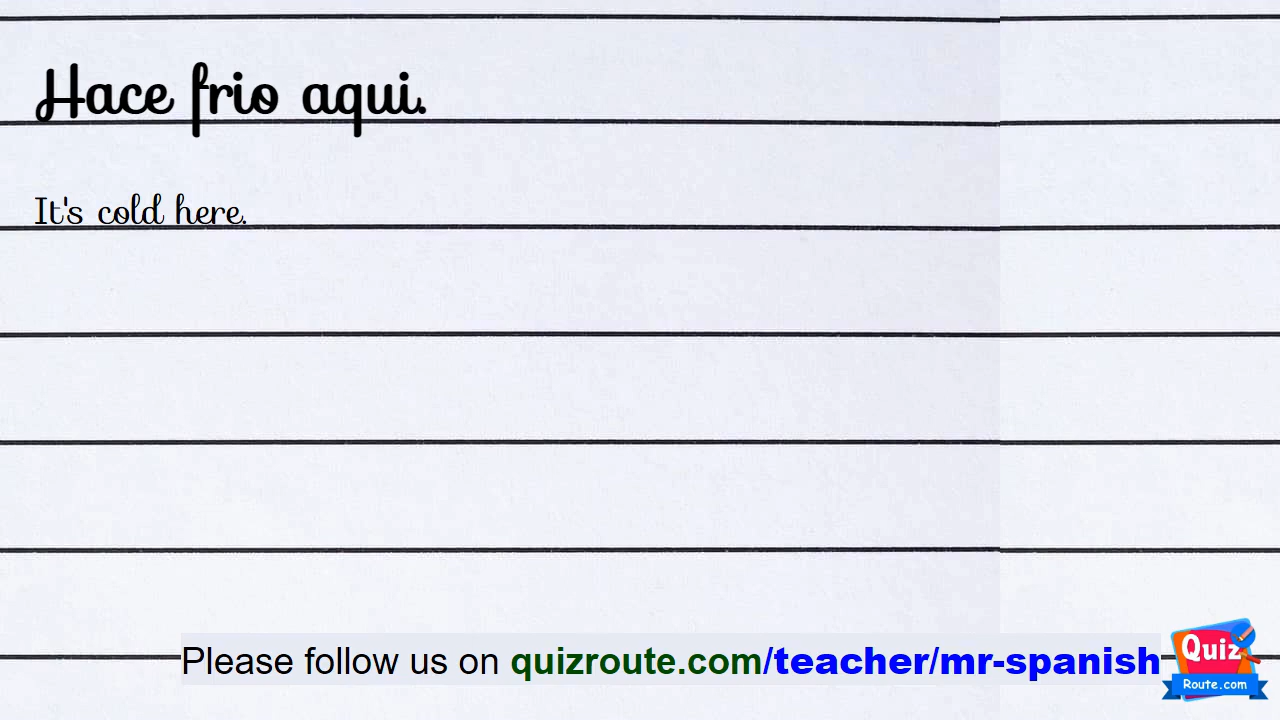 Hace frio aqui.
It's cold here.
Please follow us on quizroute.com/teacher/mr-spanish
Quiz
Route.com